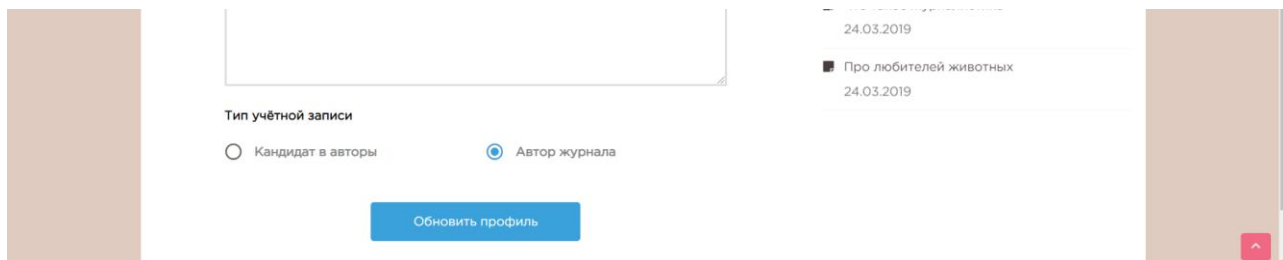 24.03.2019
Про любителей животных
24.03.2019
Тип учётной записи
Кандидат в авторы
Автор журнала
Обновить профиль